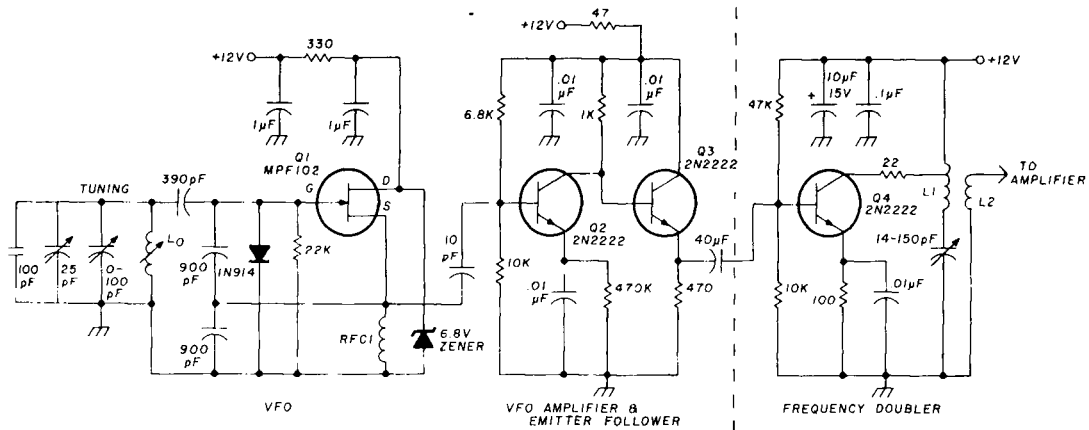 +12V
330
1µF
1µF
Q1
MPF102
G
D
S
TUNING
390pF
LO
100
pF
25
pF
0-
100
pF
900
pF
900
pF
1N914
22K
RFC1
6.8V
ZENER
VFO
+12V
47
.01
µF
.01
µF
6.8K
1K
10
pF
10K
Q2
2N2222
Q3
2N2222
.01
µF
470K
470
40µF
VFO AMPLIFIER &
EMITTER FOLLOWER
+12V
47K
10µF
+
15V
.1µF
22
Q4
2N2222
L1
L2
TO
AMPLIFIER
14-150pF
10K
100
.01µF
FREQUENCY DOUBLER